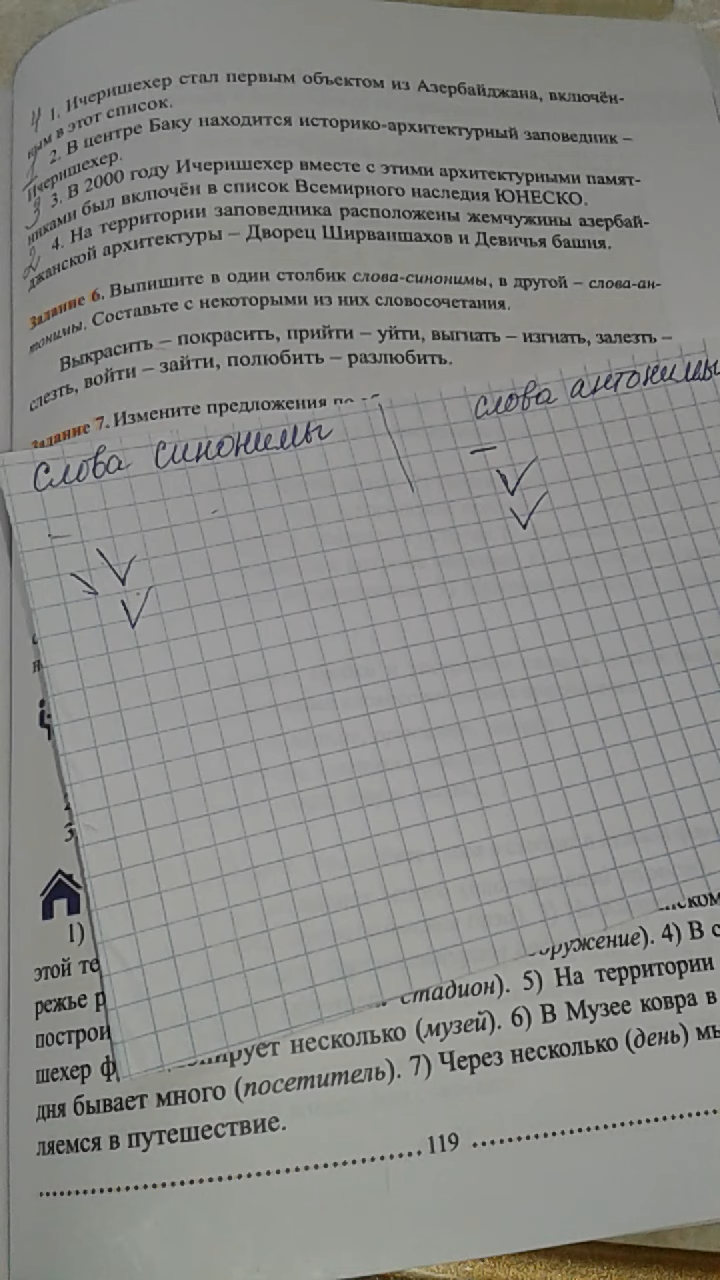 1. Ичеришехер стал первым объектом из Азербайджана, включён-
ным в этот список.
2. В центре Баку находится историко-архитектурный заповедник –
Ичеришехер.
3. В 2000 году Ичеришехер вместе с этими архитектурными памят-
никами был включён в список Всемирного наследия ЮНЕСКО.
4. На территории заповедника расположены жемчужины азербай-
джанской архитектуры – Дворец Ширваншахов и Девичья башня.
Задание 6. Выпишите в один столбик слова-синонимы, в другой – слова-ан-
тонимы. Составьте с некоторыми из них словосочетания.
Выкрасить – покрасить, прийти – уйти, выгнать – изгнать, залезть –
слезть, войти – зайти, полюбить – разлюбить.
Задание 7. Измените предложения
слова синонимы
слова антонимы
1)
этой
оружение). 4) В
режье
стадион). 5) На территории
построи
шехер
несколько (музей). 6) В Музее ковра в
дня бывает много (посетитель). 7) Через несколько (день) мы
ляемся в путешествие.
119